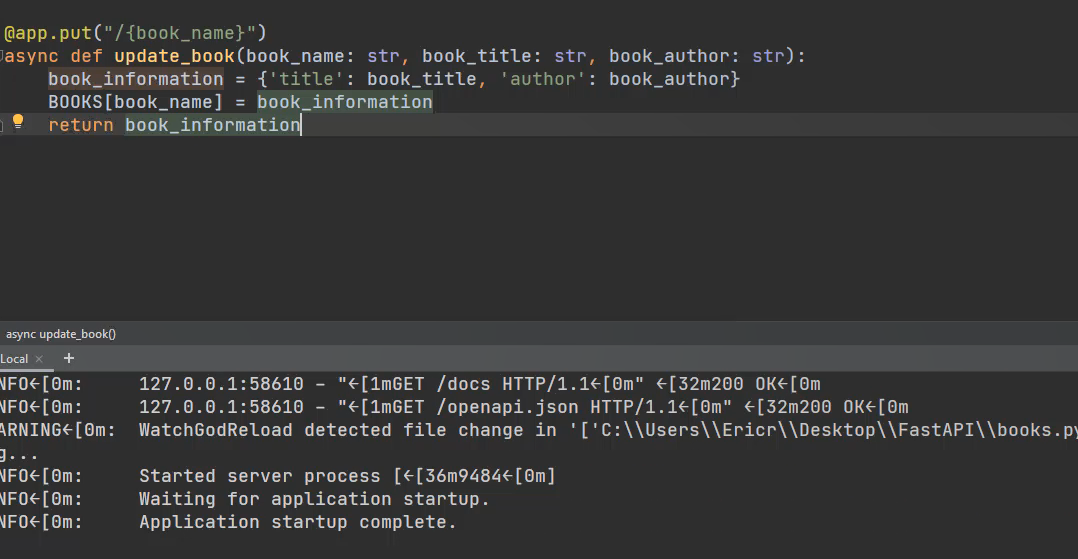 @app.put("/{book_name}")
async def update_book(book_name: str, book_title: str, book_author: str):
    book_information = {'title': book_title, 'author': book_author}
    BOOKS[book_name] = book_information
    return book_information
async update_book()
Local × +
NFO←[0m:     127.0.0.1:58610 - "←[1mGET /docs HTTP/1.1←[0m" ←[32m200 OK←[0m
NFO←[0m:     127.0.0.1:58610 - "←[1mGET /openapi.json HTTP/1.1←[0m" ←[32m200 OK←[0m
ARNING←[0m:  WatchGodReload detected file change in '['C:\\Users\\Ericr\\Desktop\\FastAPI\\books.py
g...
NFO←[0m:     Started server process [←[36m9484←[0m]
NFO←[0m:     Waiting for application startup.
NFO←[0m:     Application startup complete.